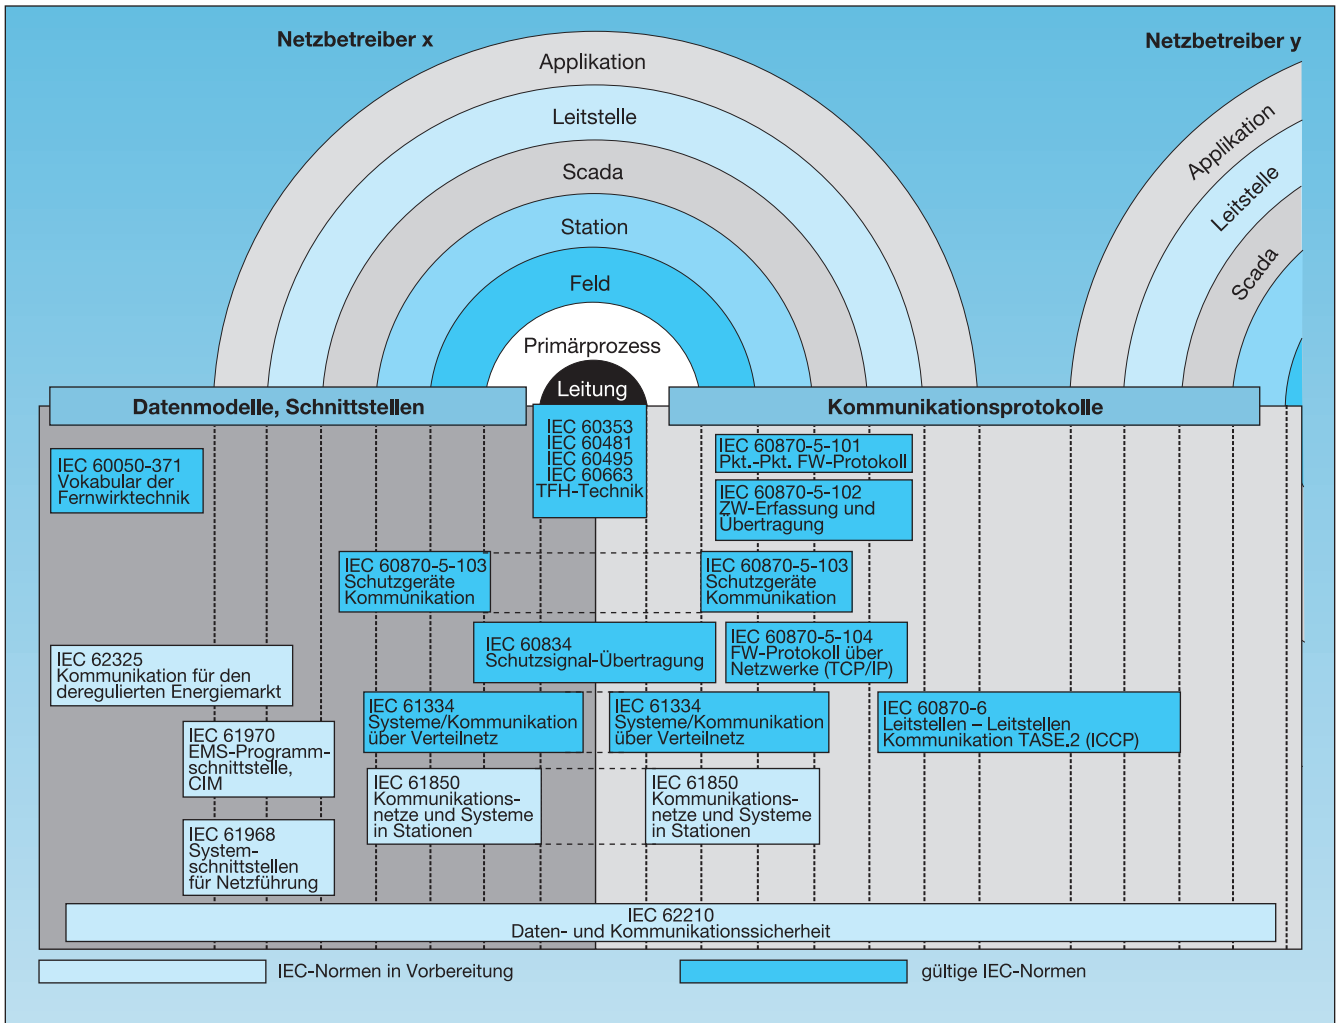 Netzbetreiber x
Netzbetreiber y
Applikation
Leitstelle
Scada
Station
Feld
Primärprozess
Leitung
Applikation
Leitstelle
Scada
Datenmodelle, Schnittstellen
Kommunikationsprotokolle
IEC 60353
IEC 60481
IEC 60495
IEC 60663
TFH-Technik
IEC 60050-371
Vokabular der
Fernwirktechnik
IEC 60870-5-101
Pkt.-Pkt. FW-Protokoll
IEC 60870-5-102
ZW-Erfassung und
Übertragung
IEC 60870-5-103
Schutzgeräte
Kommunikation
IEC 60870-5-103
Schutzgeräte
Kommunikation
IEC 60834
Schutzsignal-Übertragung
IEC 60870-5-104
FW-Protokoll über
Netzwerke (TCP/IP)
IEC 62325
Kommunikation für den
deregulierten Energiemarkt
IEC 61334
Systeme/Kommunikation
über Verteilnetz
IEC 61334
Systeme/Kommunikation
über Verteilnetz
IEC 60870-6
Leitstellen – Leitstellen
Kommunikation TASE.2 (ICCP)
IEC 61970
EMS-Programm-
schnittstelle,
CIM
IEC 61850
Kommunikations-
netze und Systeme
in Stationen
IEC 61850
Kommunikations-
netze und Systeme
in Stationen
IEC 61968
System-
schnittstellen
für Netzführung
IEC 62210
Daten- und Kommunikationssicherheit
IEC-Normen in Vorbereitung
gültige IEC-Normen